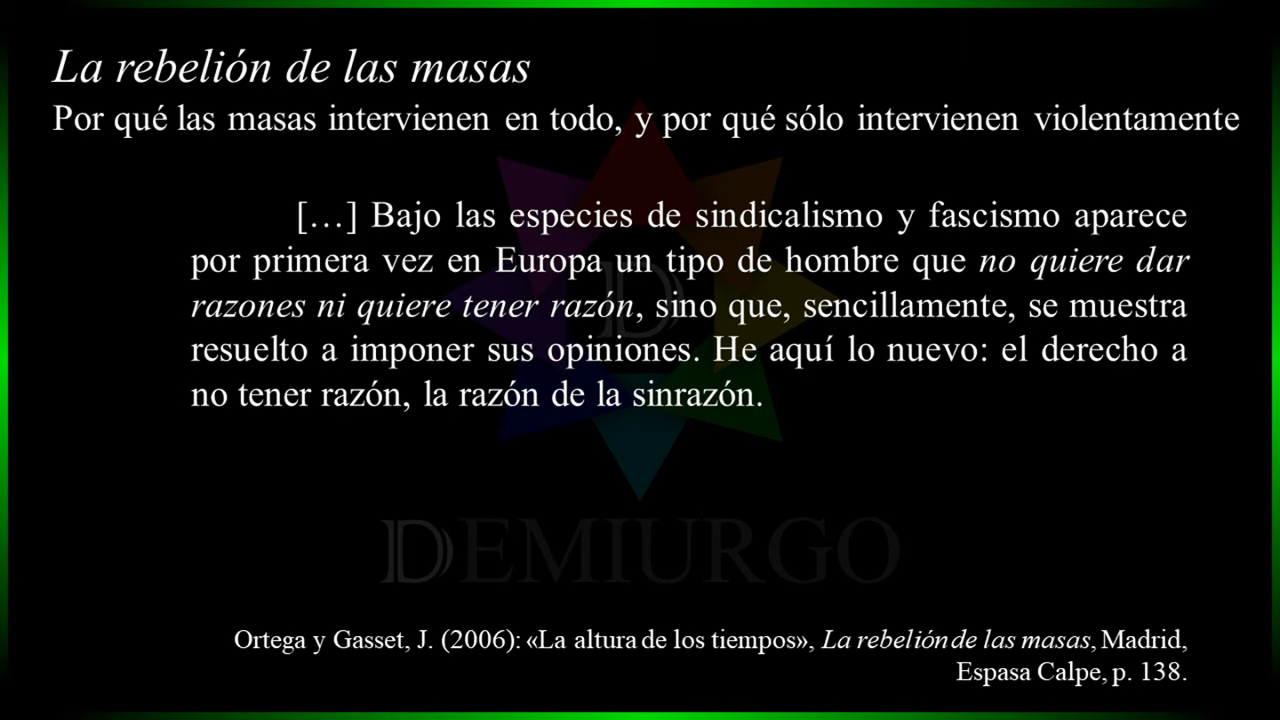 La rebelión de las masas
Por qué las masas intervienen en todo, y por qué sólo intervienen violentamente
[…] Bajo las especies de sindicalismo y fascismo aparece
por primera vez en Europa un tipo de hombre que no quiere dar
razones ni quiere tener razón, sino que, sencillamente, se muestra
resuelto a imponer sus opiniones. He aquí lo nuevo: el derecho a
no tener razón, la razón de la sinrazón.
D
DEMIURGO
Ortega y Gasset, J. (2006): «La altura de los tiempos», La rebelión de las masas, Madrid,
Espasa Calpe, p. 138.